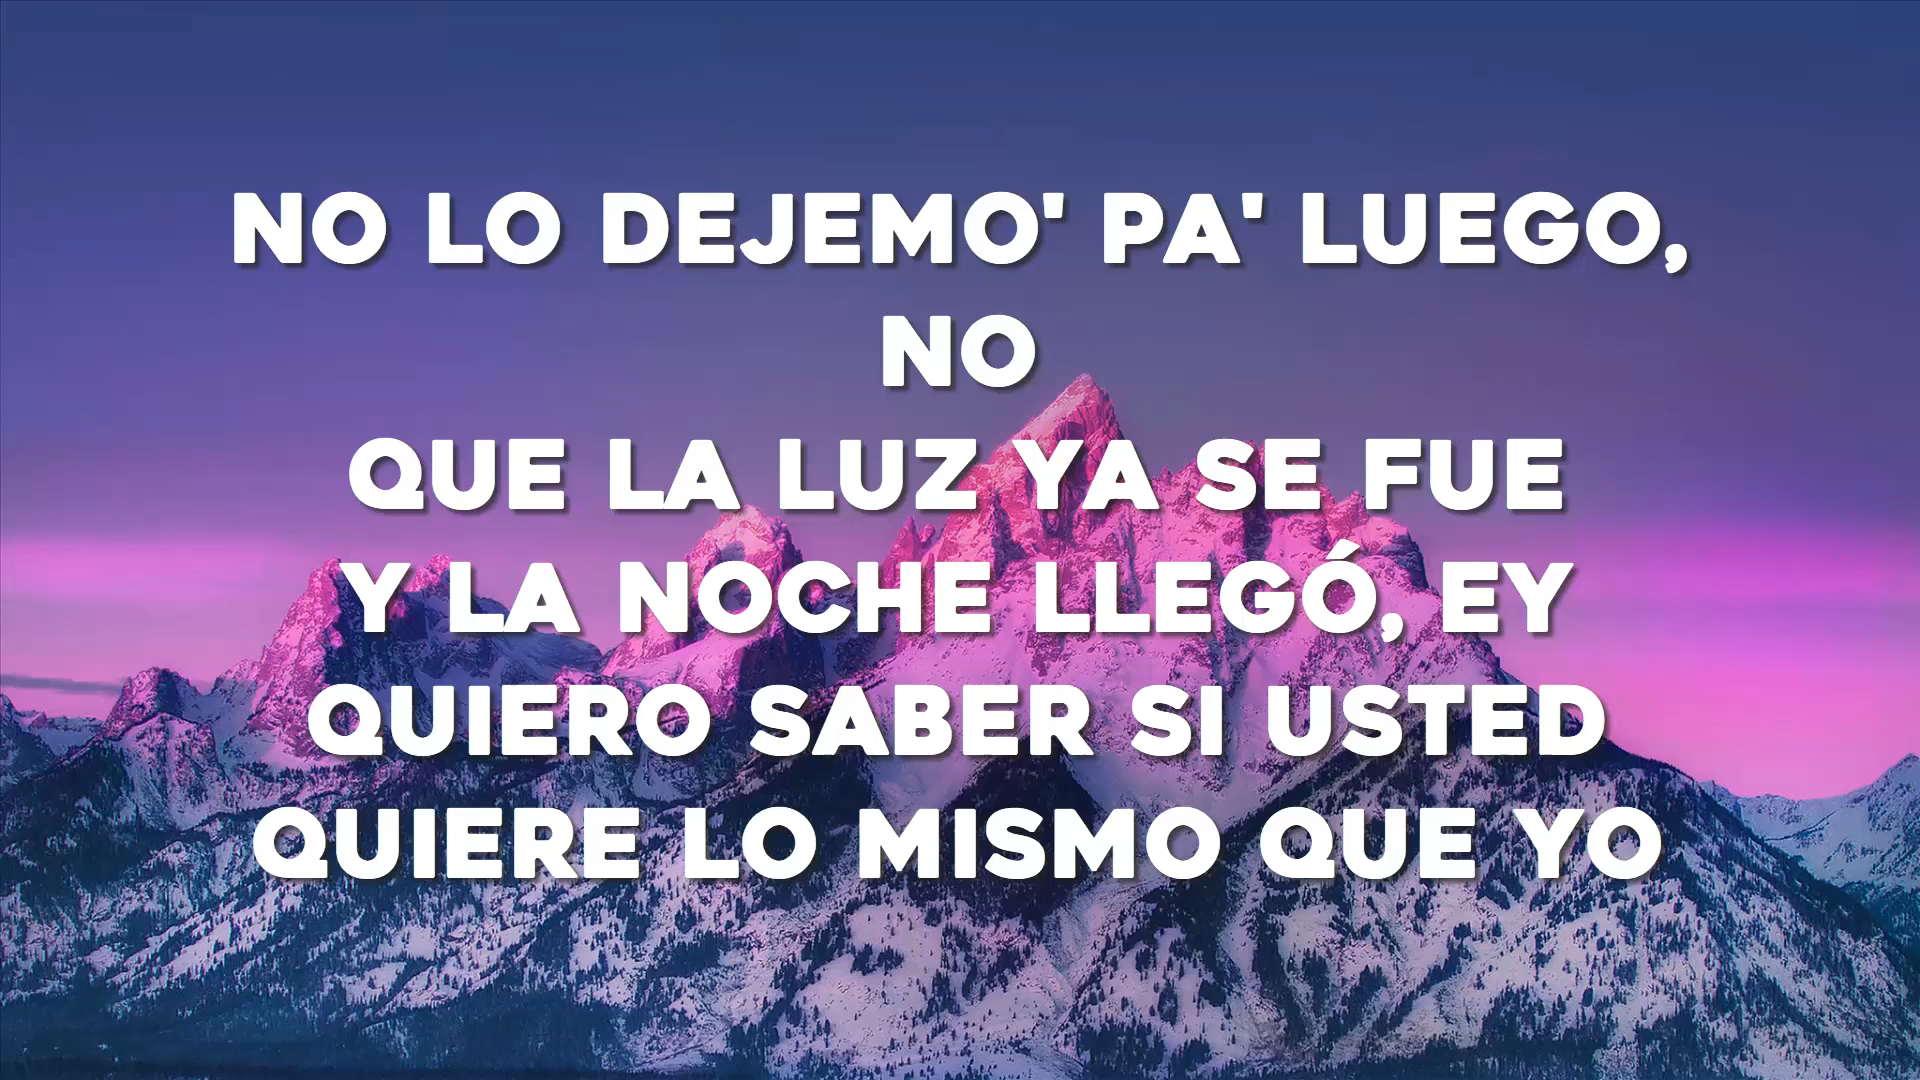 NO LO DEJEMO' PA' LUEGO,
NO
QUE LA LUZ YA SE FUE
Y LA NOCHE LLEGÓ, EY
QUIERO SABER SI USTED
QUIERE LO MISMO QUE YO